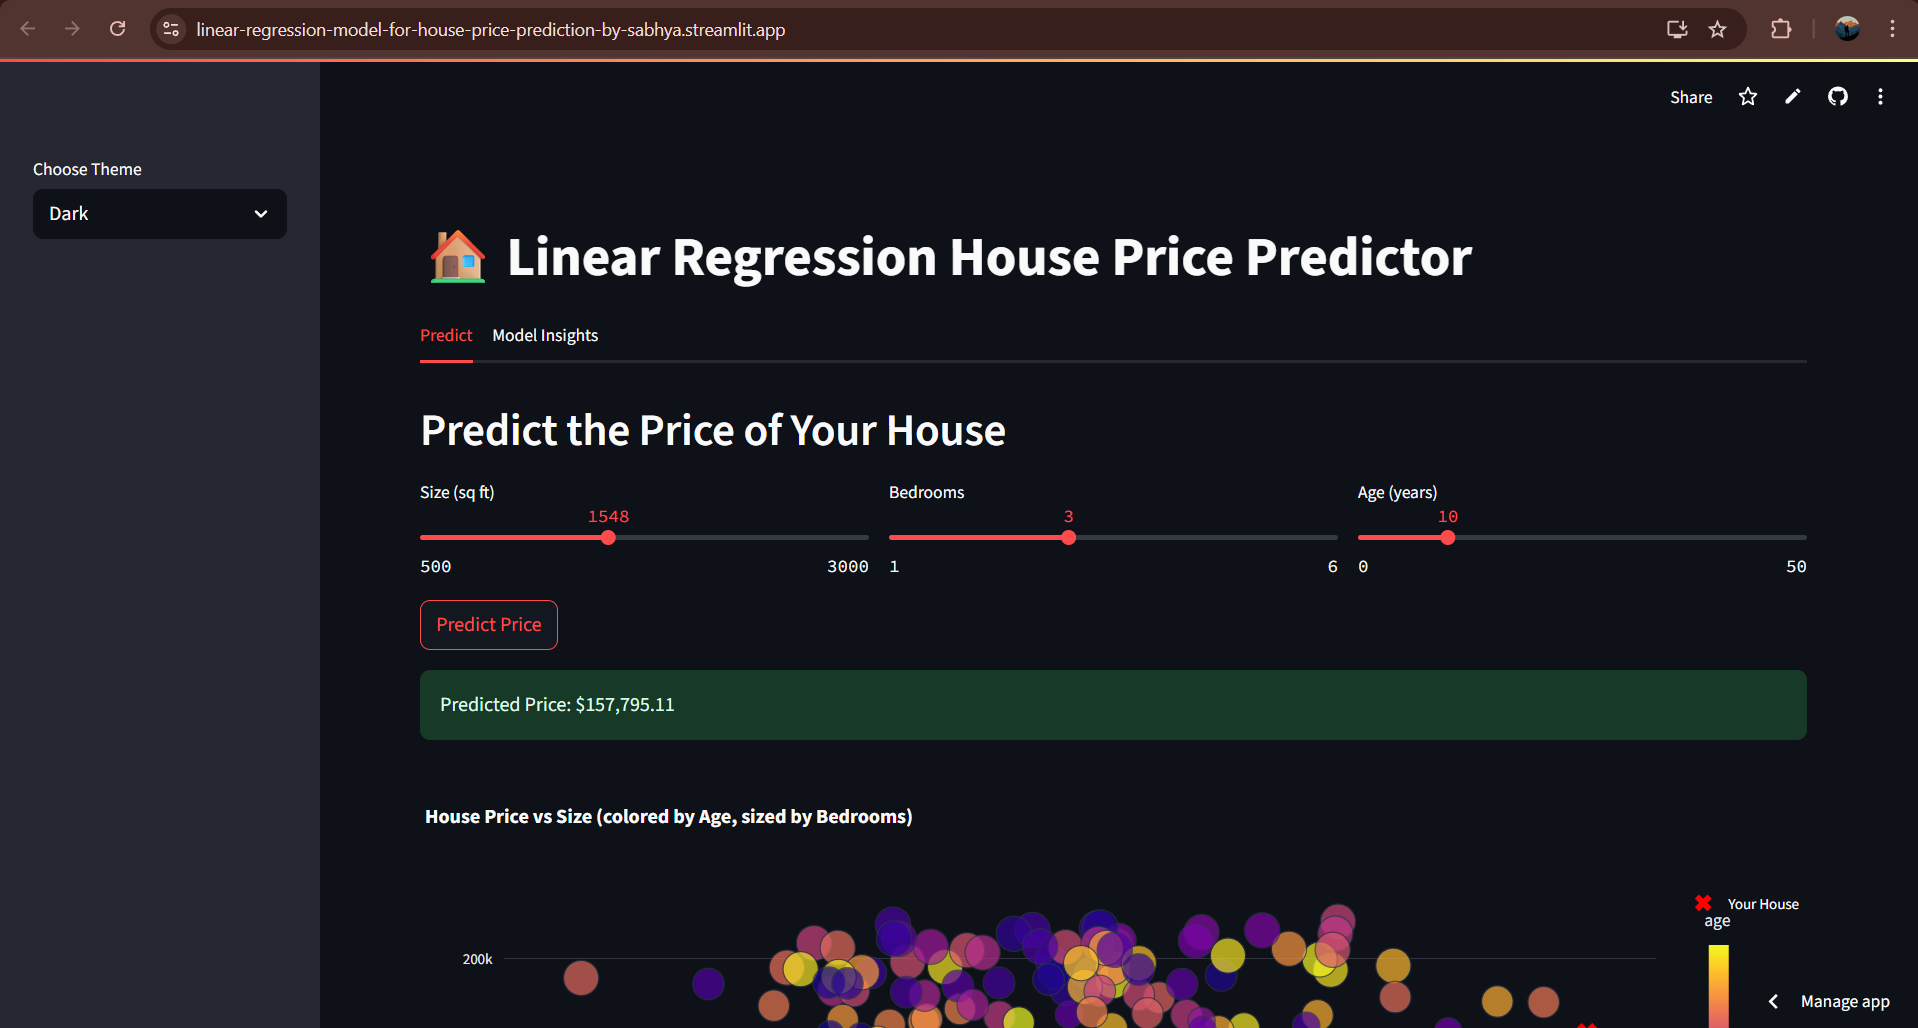 linear-regression-model-for-house-price-prediction-by-sabhya.streamlit.app
Share
Choose Theme
Dark
Linear Regression House Price Predictor
Predict Model Insights
Predict the Price of Your House
Size (sq ft) Bedrooms Age (years)
1548 3 10
500 3000 1 6 0 50
Predict Price
Predicted Price: $157,795.11
House Price vs Size (colored by Age, sized by Bedrooms)
Your House
age
200k
Manage app